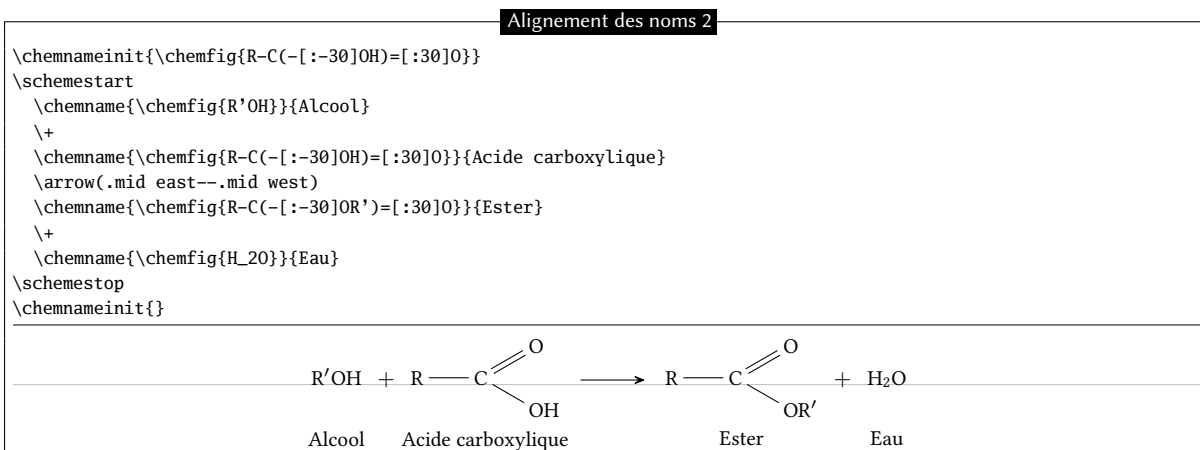 Alignement des noms 2
\chemnameinit{\chemfig{R-C(-[:-30]OH)=[:30]O}}
\schemestart
\chemname{\chemfig{R’OH}}{Alcool}
\+
\chemname{\chemfig{R-C(-[:-30]OH)=[:30]O}}{Acide carboxylique}
\arrow(.mid east--.mid west)
\chemname{\chemfig{R-C(-[:-30]OR’)=[:30]O}}{Ester}
\+
\chemname{\chemfig{H_2O}}{Eau}
\schemestop
\chemnameinit{}
O O
R′OH + R C R C + H₂O
OH OR′
Alcool Acide carboxylique Ester Eau